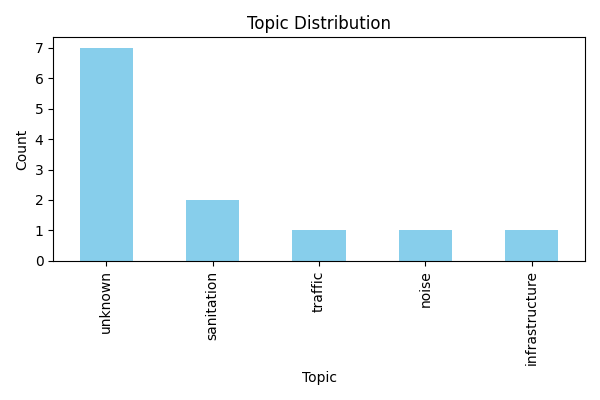 Topic Distribution
Count
7
6
5
4
3
2
1
0
unknown
sanitation
traffic
noise
infrastructure
Topic